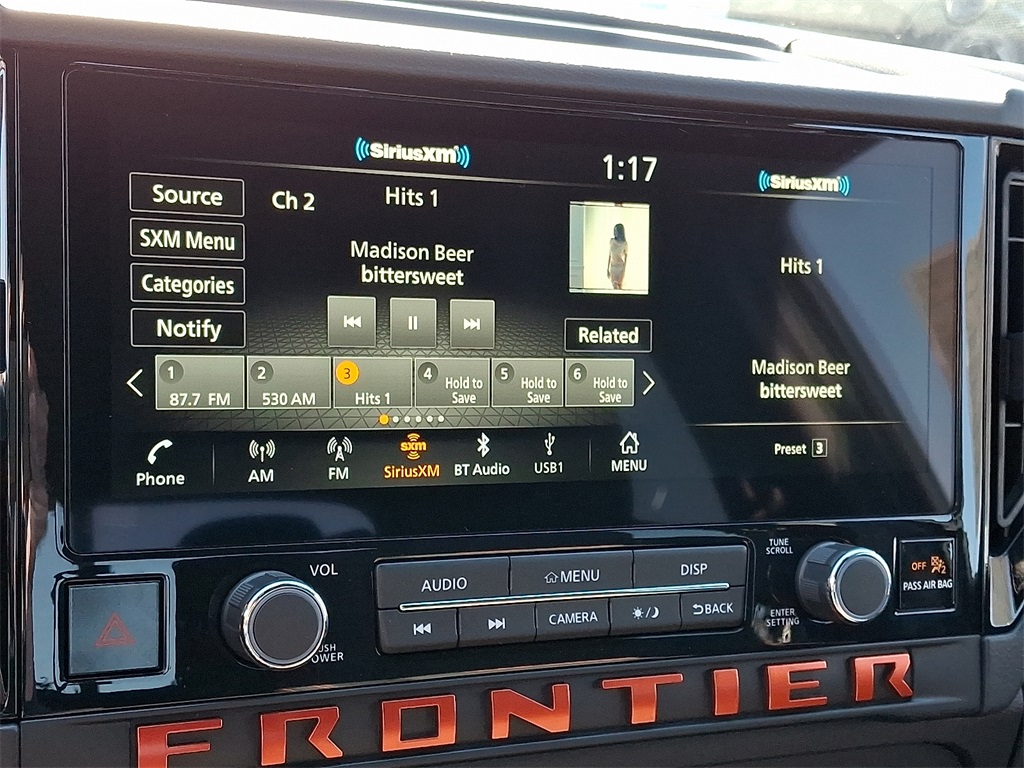 SiriusXM
1:17
SiriusXM
Source
Ch 2
Hits 1
SXM Menu
Madison Beer
bittersweet
Categories
Notify
Related
Hits 1
Madison Beer
bittersweet
1
87.7 FM
2
530 AM
3
Hits 1
4
Hold to
Save
5
Hold to
Save
6
Hold to
Save
Phone
AM
FM
sxm
SiriusXM
BT Audio
USB1
MENU
Preset 3
VOL
AUDIO
MENU
DISP
CAMERA
BACK
TUNE
SCROLL
ENTER
SETTING
OFF 2
PASS AIR BAG
FRONTIER